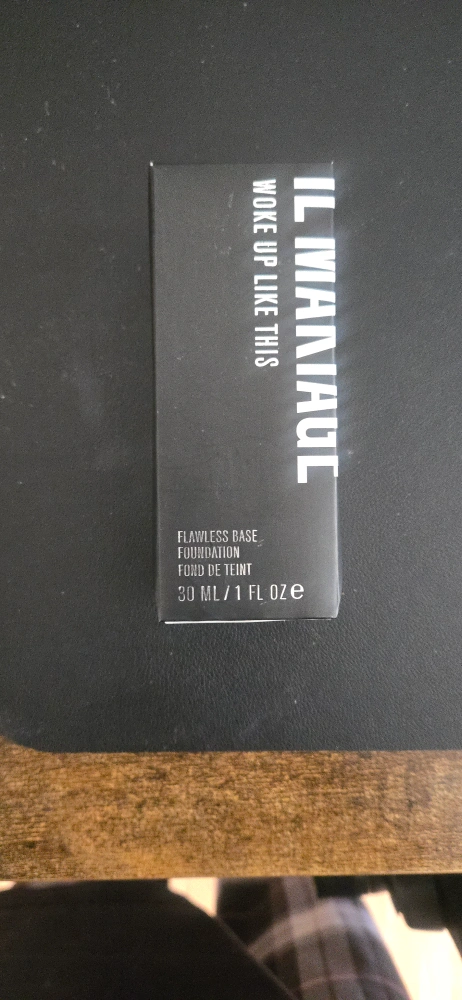 IL MAKIAGE
WOKE UP LIKE THIS
FLAWLESS BASE
FOUNDATION
FOND DE TEINT
30 ML / 1 FL OZ e